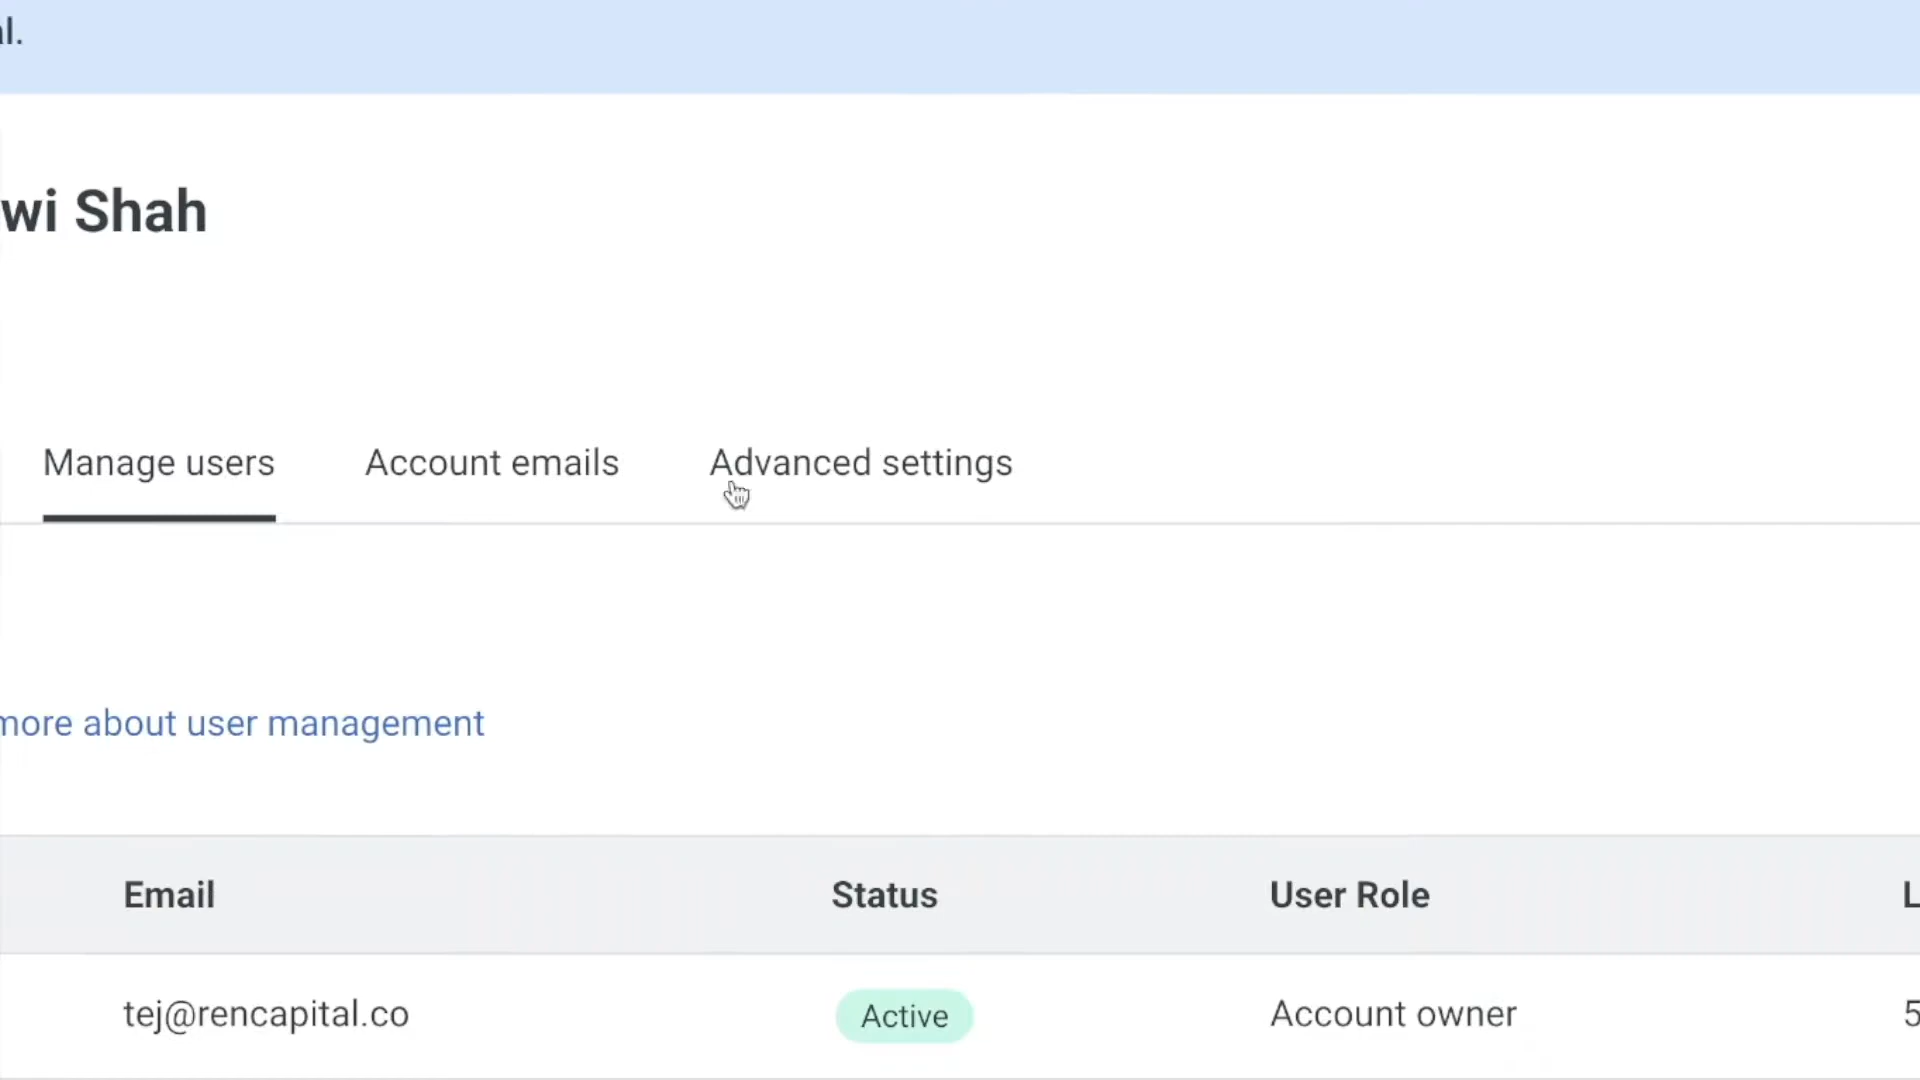 al.
wi Shah
Manage users Account emails Advanced settings
more about user management
Email Status User Role L
tej@rencapital.co Active Account owner 5